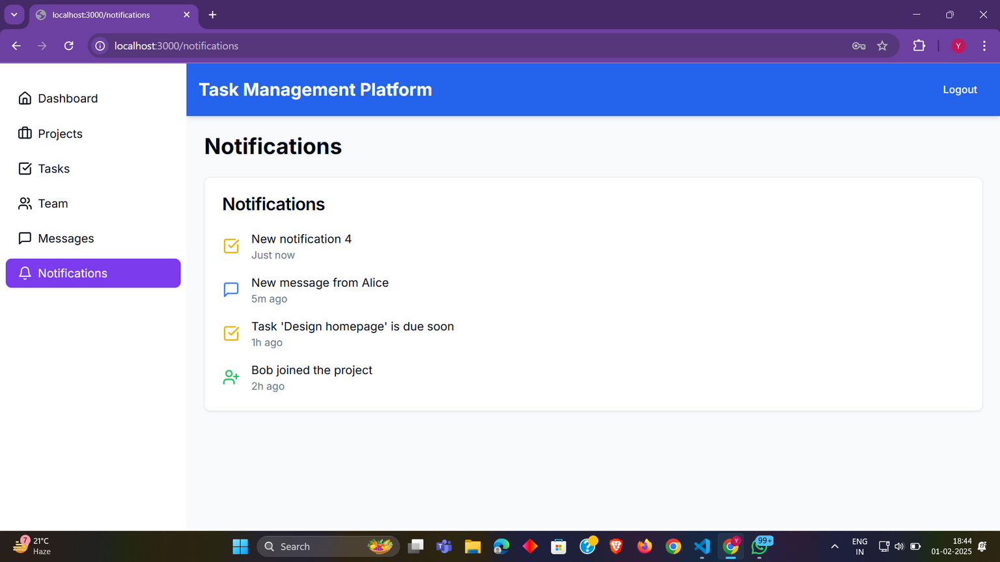 localhost:3000/notifications
localhost:3000/notifications
Y
Dashboard
Projects
Tasks
Team
Messages
Notifications
Task Management Platform
Logout
Notifications
Notifications
New notification 4
Just now
New message from Alice
5m ago
Task 'Design homepage' is due soon
1h ago
Bob joined the project
2h ago
7
21°C
Haze
Search
T
?
Y
99+
ENG
IN
18:44
01-02-2025